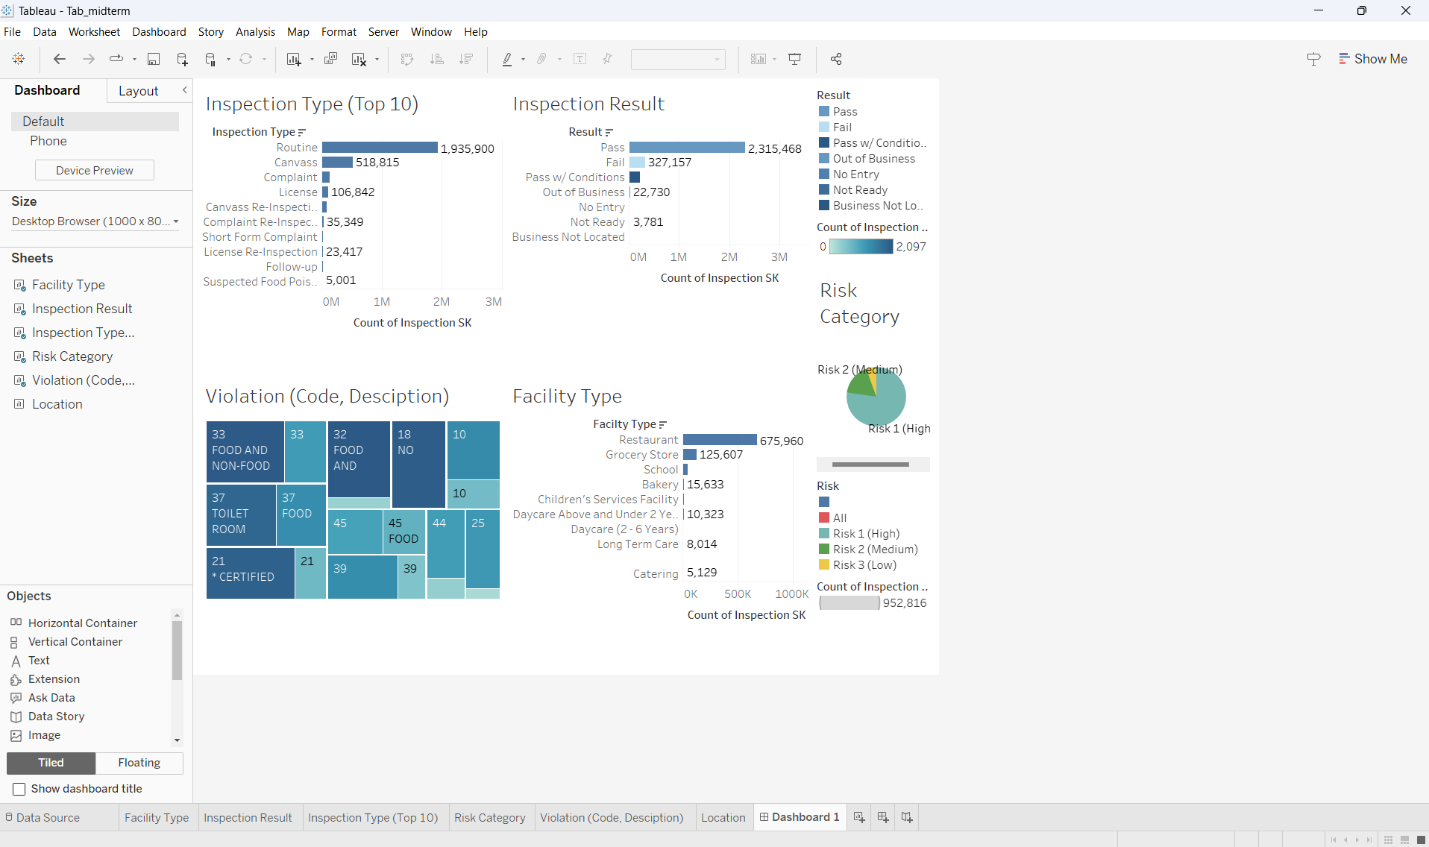 Tableau - Tab_midterm
File Data Worksheet Dashboard Story Analysis Map Format Server Window Help
Show Me
Dashboard Layout
Default
Phone
Device Preview
Size
Desktop Browser (1000 x 80...
Sheets
Facility Type
Inspection Result
Inspection Type...
Risk Category
Violation (Code,...
Location
Objects
Horizontal Container
Vertical Container
Text
Extension
Ask Data
Data Story
Image
Tiled Floating
Show dashboard title
Inspection Type (Top 10)
Inspection Type
Routine 1,935,900
Canvass 518,815
Complaint
License 106,842
Canvass Re-Inspecti..
Complaint Re-Inspec.. 35,349
Short Form Complaint
License Re-Inspection 23,417
Follow-up
Suspected Food Pois.. 5,001
0M 1M 2M 3M
Count of Inspection SK
Inspection Result
Result
Pass 2,315,468
Fail 327,157
Pass w/ Conditions
Out of Business 22,730
No Entry
Not Ready 3,781
Business Not Located
0M 1M 2M 3M
Count of Inspection SK
Result
Pass
Fail
Pass w/ Conditio..
Out of Business
No Entry
Not Ready
Business Not Lo..
Count of Inspection ..
0 2,097
Risk
Category
Risk 2 (Medium)
Risk 1 (High
Risk
All
Risk 1 (High)
Risk 2 (Medium)
Risk 3 (Low)
Count of Inspection ..
952,816
Violation (Code, Desciption)
33
FOOD AND
NON-FOOD
33
32
FOOD
AND
18
NO
10
10
37
TOILET
ROOM
37
FOOD
45
45
FOOD
44
25
21
* CERTIFIED
21
39
39
Facility Type
Facilty Type
Restaurant 675,960
Grocery Store 125,607
School
Bakery 15,633
Children's Services Facility
Daycare Above and Under 2 Ye.. 10,323
Daycare (2 - 6 Years)
Long Term Care 8,014
Catering 5,129
0K 500K 1000K
Count of Inspection SK
Data Source Facility Type Inspection Result Inspection Type (Top 10) Risk Category Violation (Code, Desciption) Location Dashboard 1